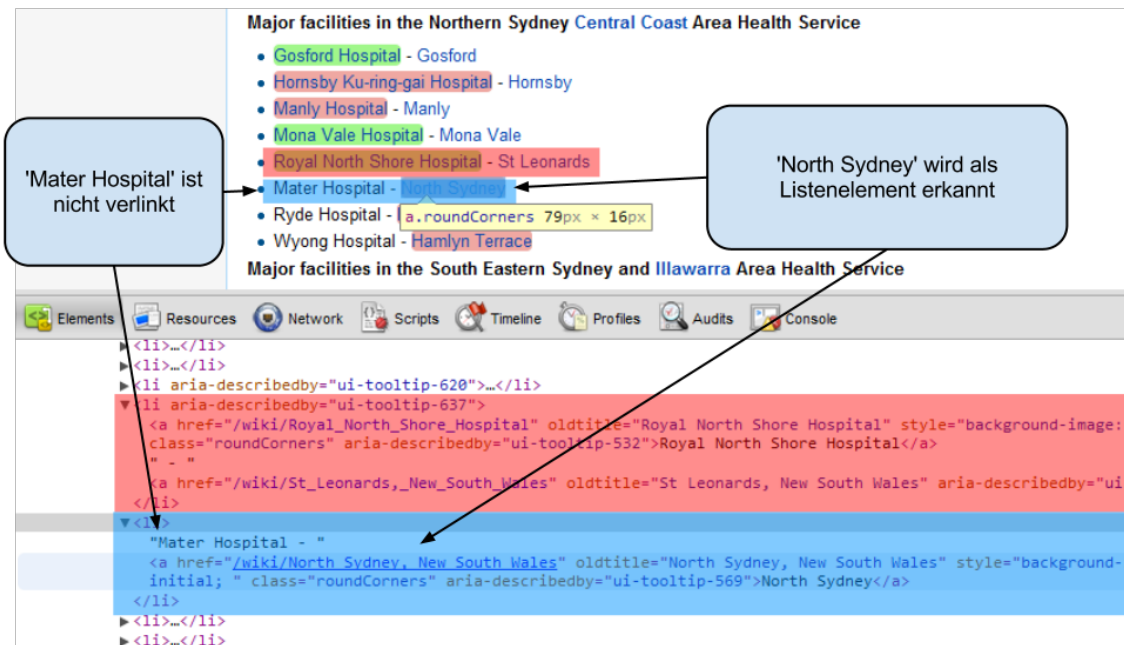 Major facilities in the Northern Sydney Central Coast Area Health Service
• Gosford Hospital - Gosford
• Hornsby Ku-ring-gai Hospital - Hornsby
• Manly Hospital - Manly
• Mona Vale Hospital - Mona Vale
• Royal North Shore Hospital - St Leonards
• Mater Hospital - North Sydney
• Ryde Hospital -
a.roundCorners 79px × 16px
• Wyong Hospital - Hamlyn Terrace
Major facilities in the South Eastern Sydney and Illawarra Area Health Service
'Mater Hospital' ist
nicht verlinkt
'North Sydney' wird als
Listenelement erkannt
Elements Resources Network Scripts Timeline Profiles Audits Console
▶<li>…</li>
▶<li>…</li>
▶<li aria-describedby="ui-tooltip-620">…</li>
▼<li aria-describedby="ui-tooltip-637">
<a href="/wiki/Royal_North_Shore_Hospital" oldtitle="Royal North Shore Hospital" style="background-image:
class="roundCorners" aria-describedby="ui-tooltip-532">Royal North Shore Hospital</a>
" - "
<a href="/wiki/St_Leonards,_New_South_Wales" oldtitle="St Leonards, New South Wales" aria-describedby="ui
</li>
▼<li>
"Mater Hospital - "
<a href="/wiki/North_Sydney,_New_South_Wales" oldtitle="North Sydney, New South Wales" style="background-
initial; " class="roundCorners" aria-describedby="ui-tooltip-569">North Sydney</a>
</li>
▶<li>…</li>
▶<li>…</li>